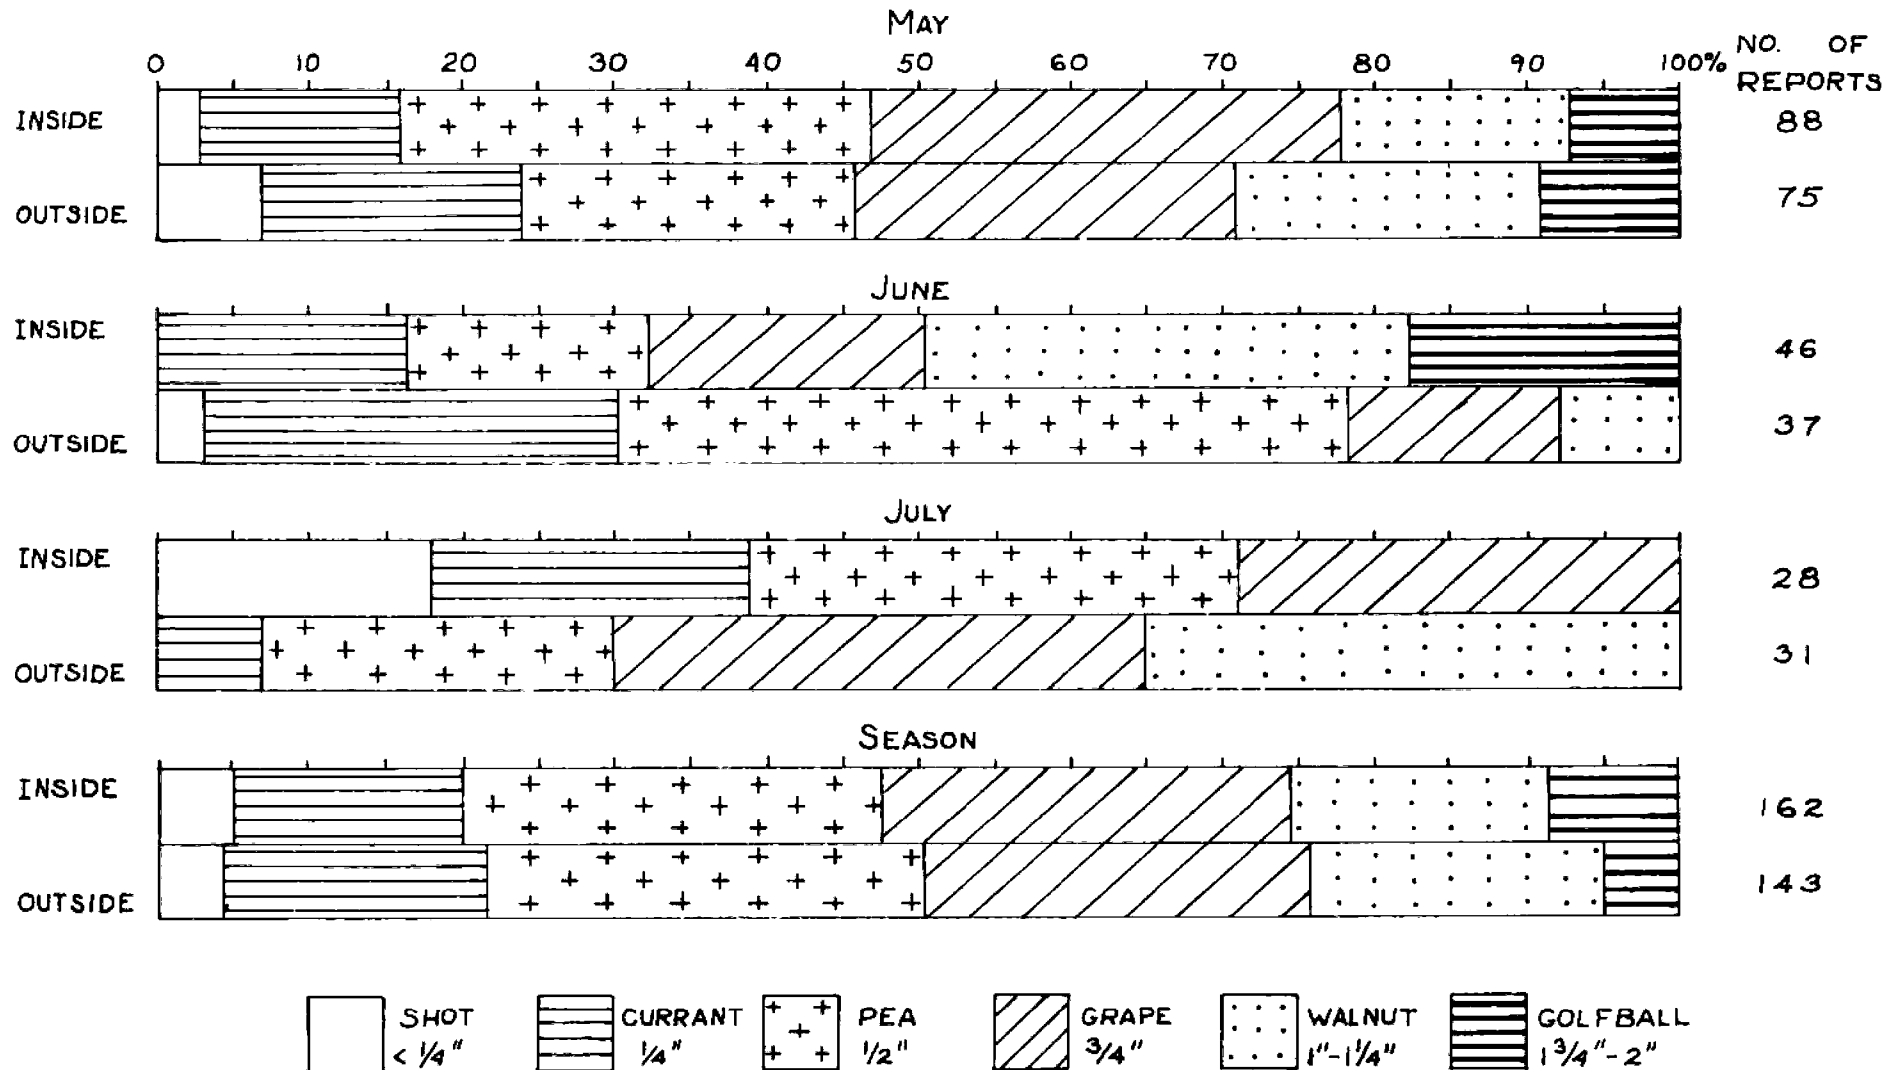 MAY
0 10 20 30 40 50 60 70 80 90 100% NO. OF
REPORTS
INSIDE 88
OUTSIDE 75
JUNE
INSIDE 46
OUTSIDE 37
JULY
INSIDE 28
OUTSIDE 31
SEASON
INSIDE 162
OUTSIDE 143
SHOT CURRANT PEA GRAPE WALNUT GOLFBALL
< 1/4" 1/4" 1/2" 3/4" 1"-1 1/4" 1 3/4"-2"